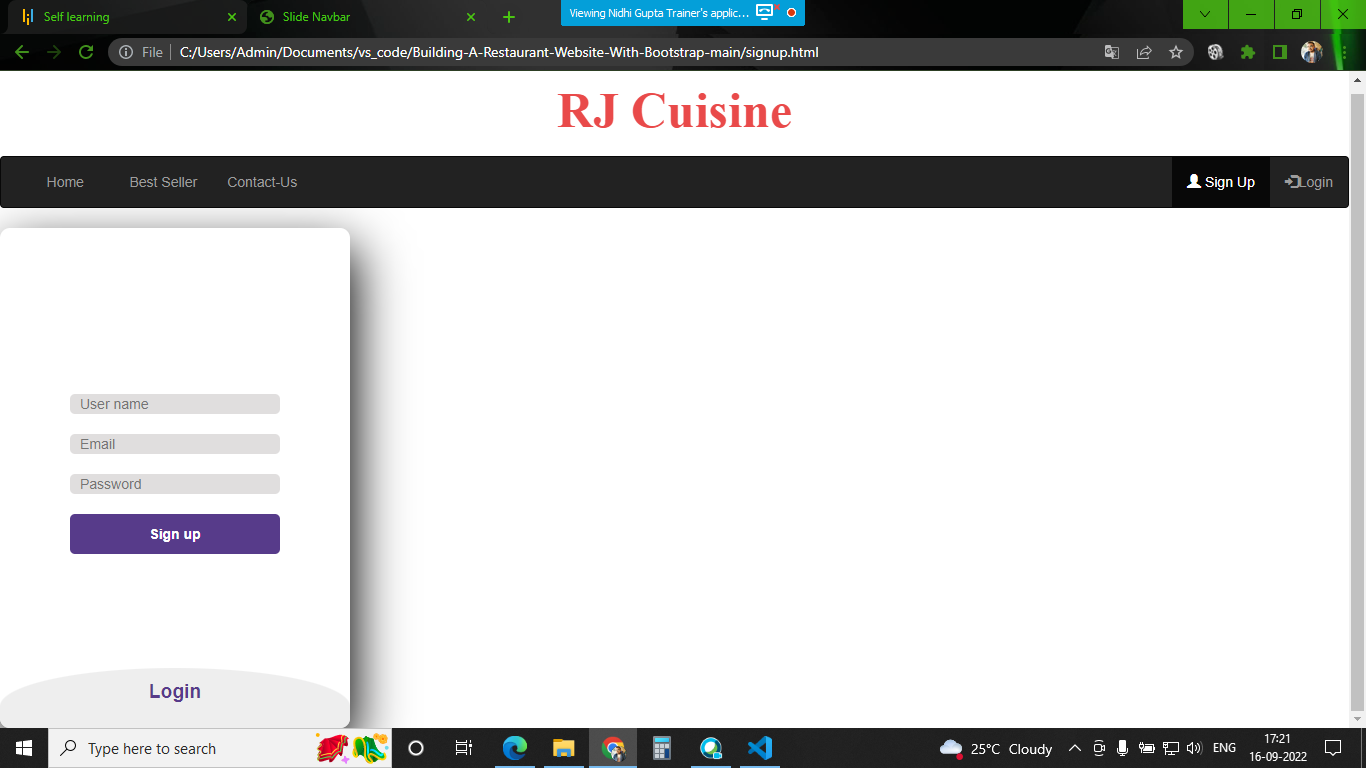 Self learning
Slide Navbar
Viewing Nidhi Gupta Trainer's applic...
File
C:/Users/Admin/Documents/vs_code/Building-A-Restaurant-Website-With-Bootstrap-main/signup.html
RJ Cuisine
Home Best Seller Contact-Us Sign Up Login
User name
Email
Password
Sign up
Login
Type here to search
25°C Cloudy
ENG
17:21
16-09-2022